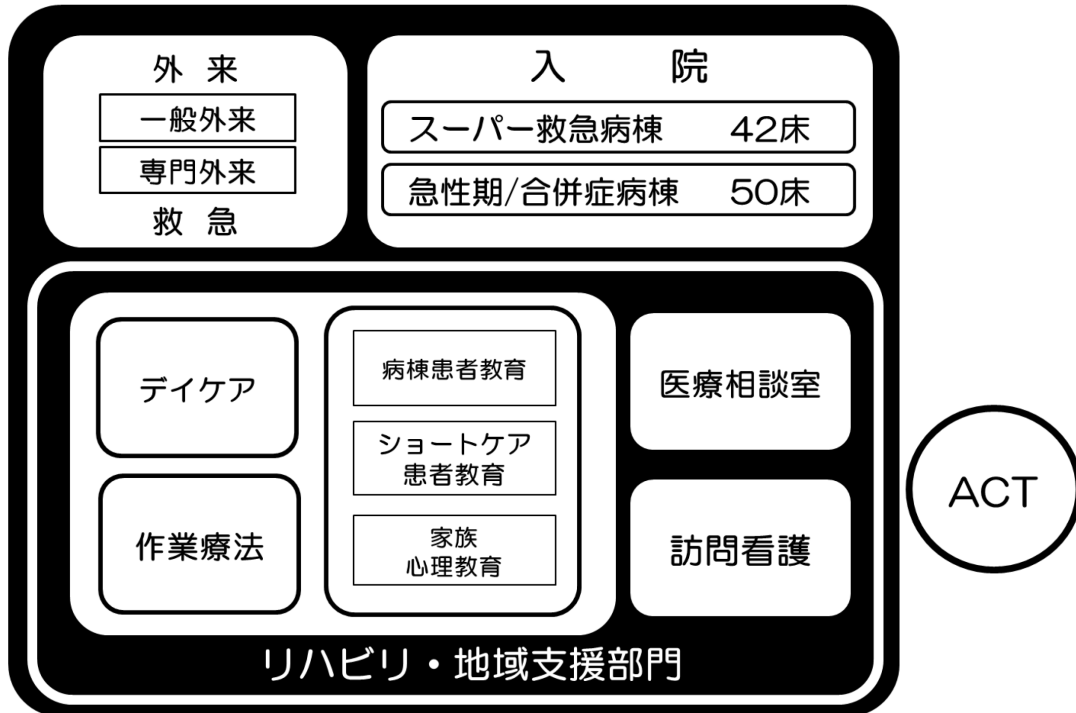 外 来
一般外来
専門外来
救 急
入 院
スーパー救急病棟 42床
急性期/合併症病棟 50床
デイケア
作業療法
病棟患者教育
ショートケア
患者教育
家族
心理教育
医療相談室
訪問看護
リハビリ・地域支援部門
ACT